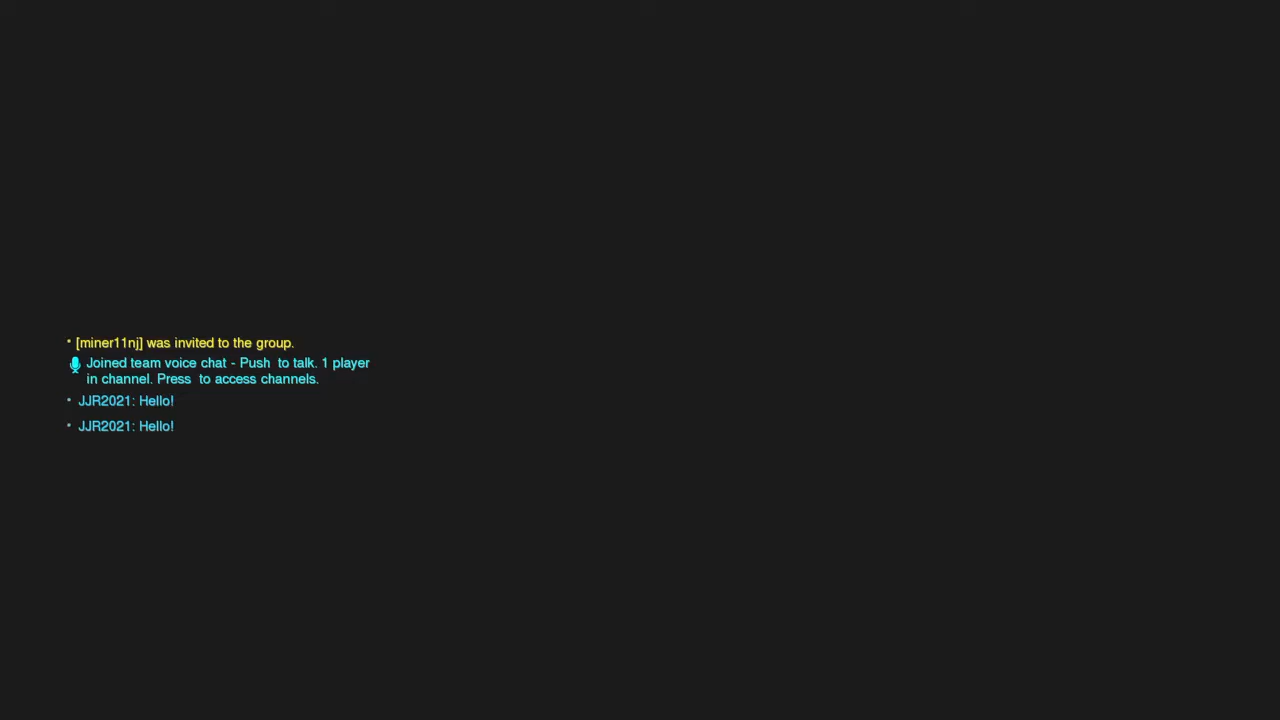 [miner11nj] was invited to the group.
Joined team voice chat - Push  to talk. 1 player
in channel. Press  to access channels.
JJR2021: Hello!
JJR2021: Hello!